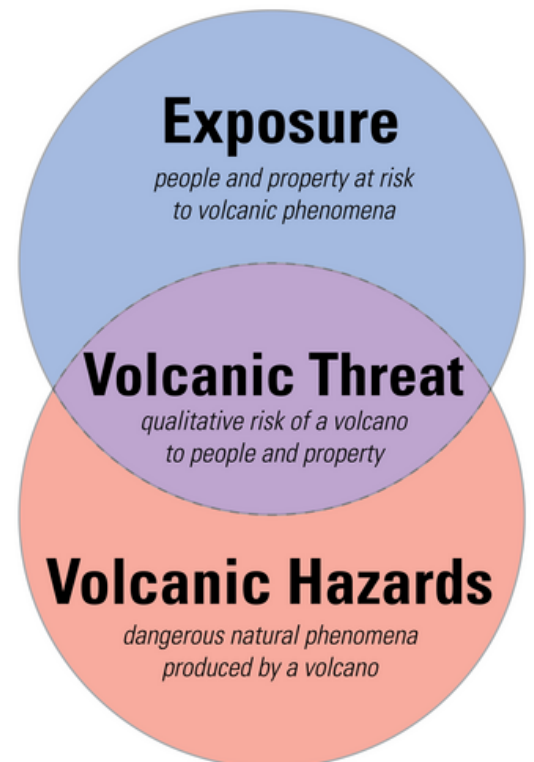 Exposure
people and property at risk
to volcanic phenomena
Volcanic Threat
qualitative risk of a volcano
to people and property
Volcanic Hazards
dangerous natural phenomena
produced by a volcano